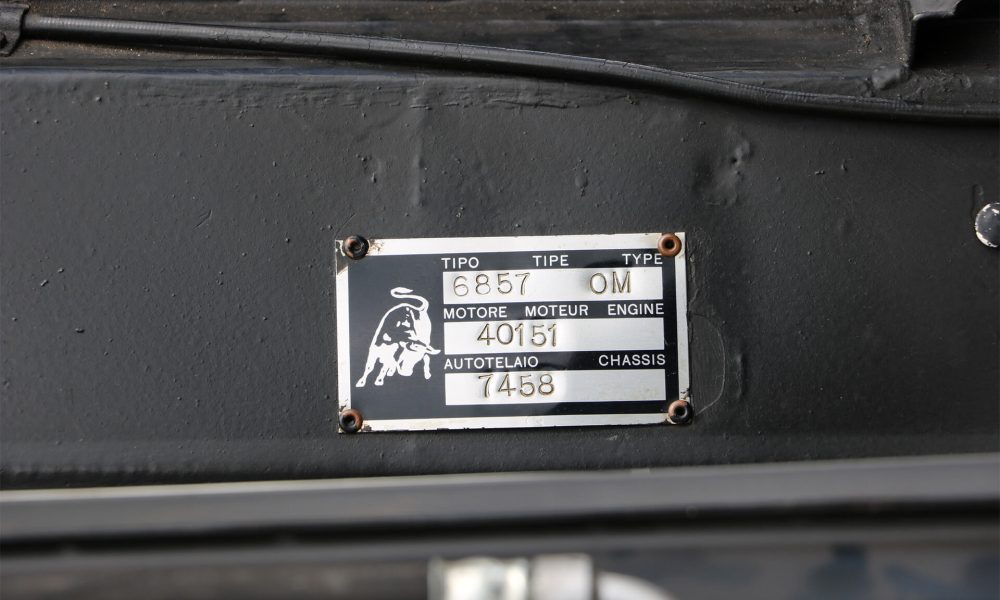 TIPO TIPE TYPE
6857 OM
MOTORE MOTEUR ENGINE
40151
AUTOTELAIO CHASSIS
7458